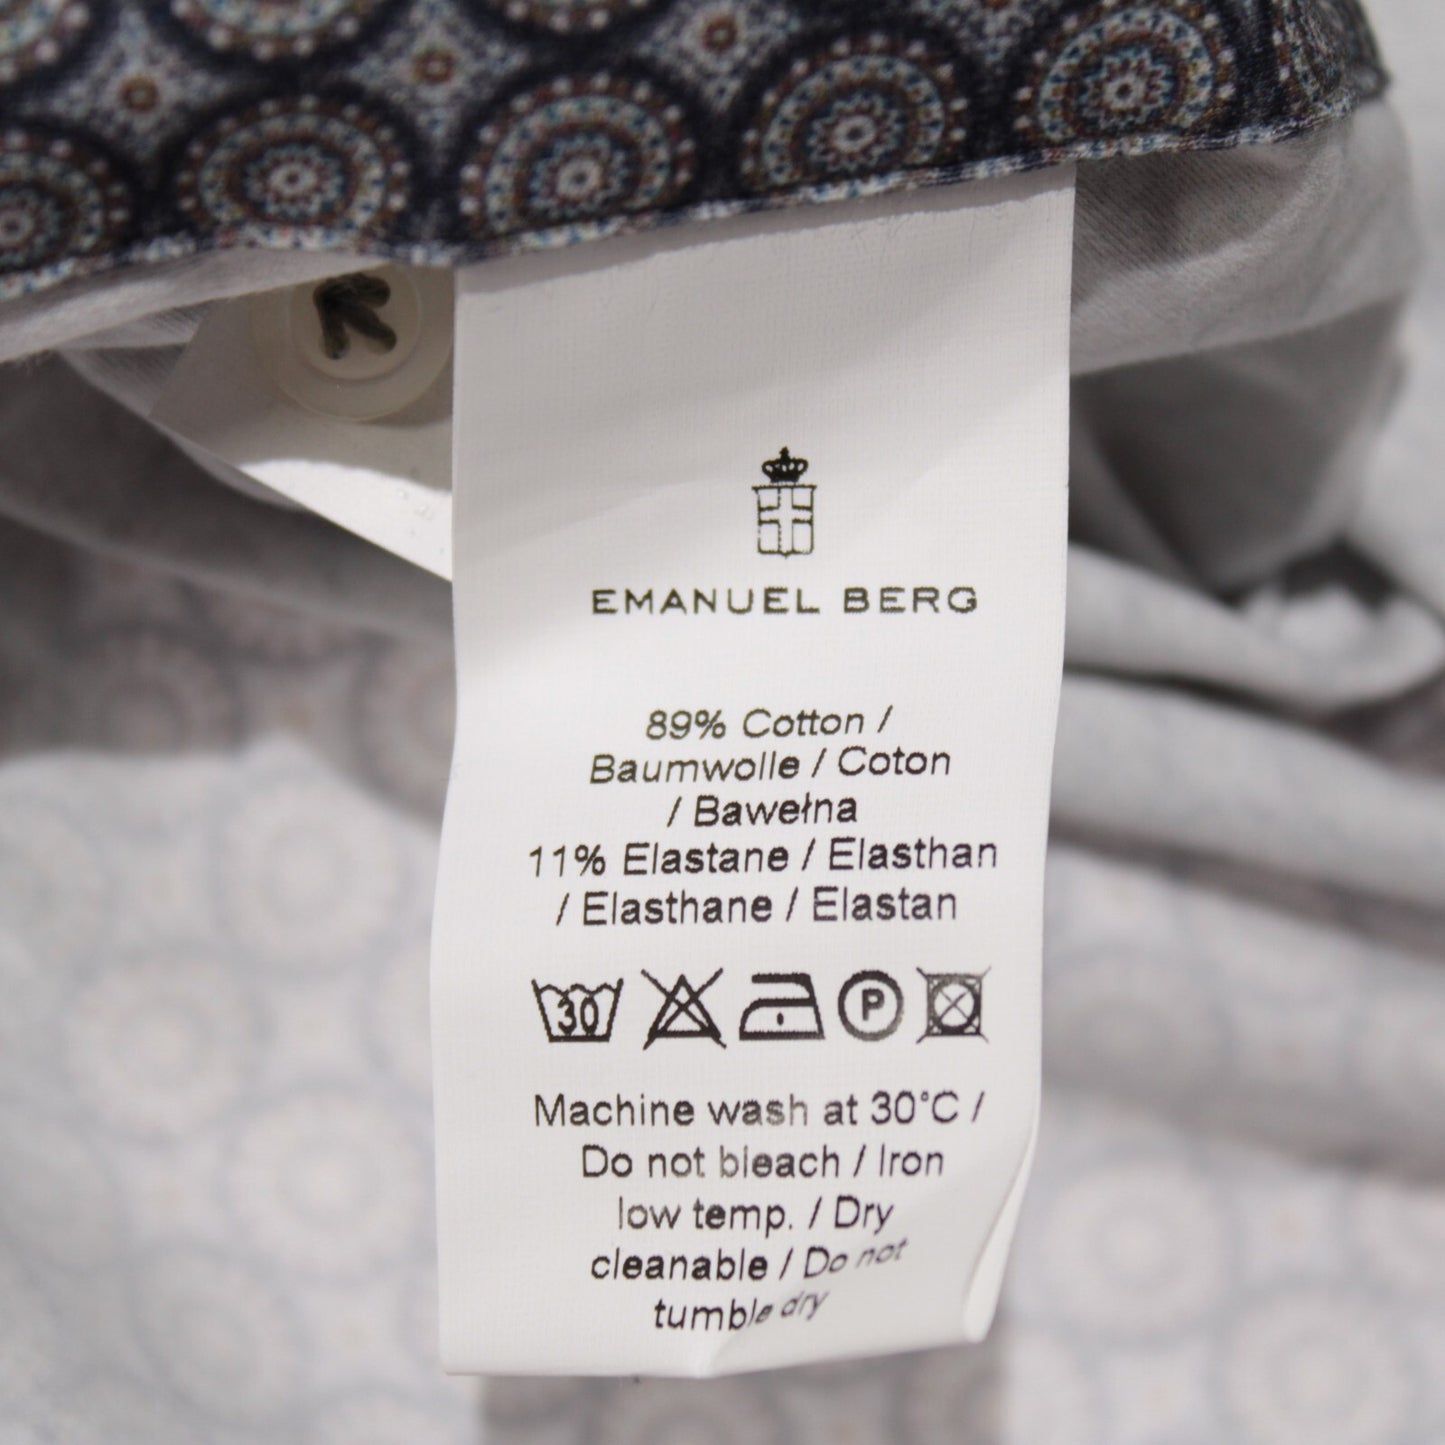 EMANUEL BERG
89% Cotton /
Baumwolle / Coton
/ Bawełna
11% Elastane / Elasthan
/ Elasthane / Elastan
30 P
Machine wash at 30°C /
Do not bleach / Iron
low temp. / Dry
cleanable / Do not
tumble dry